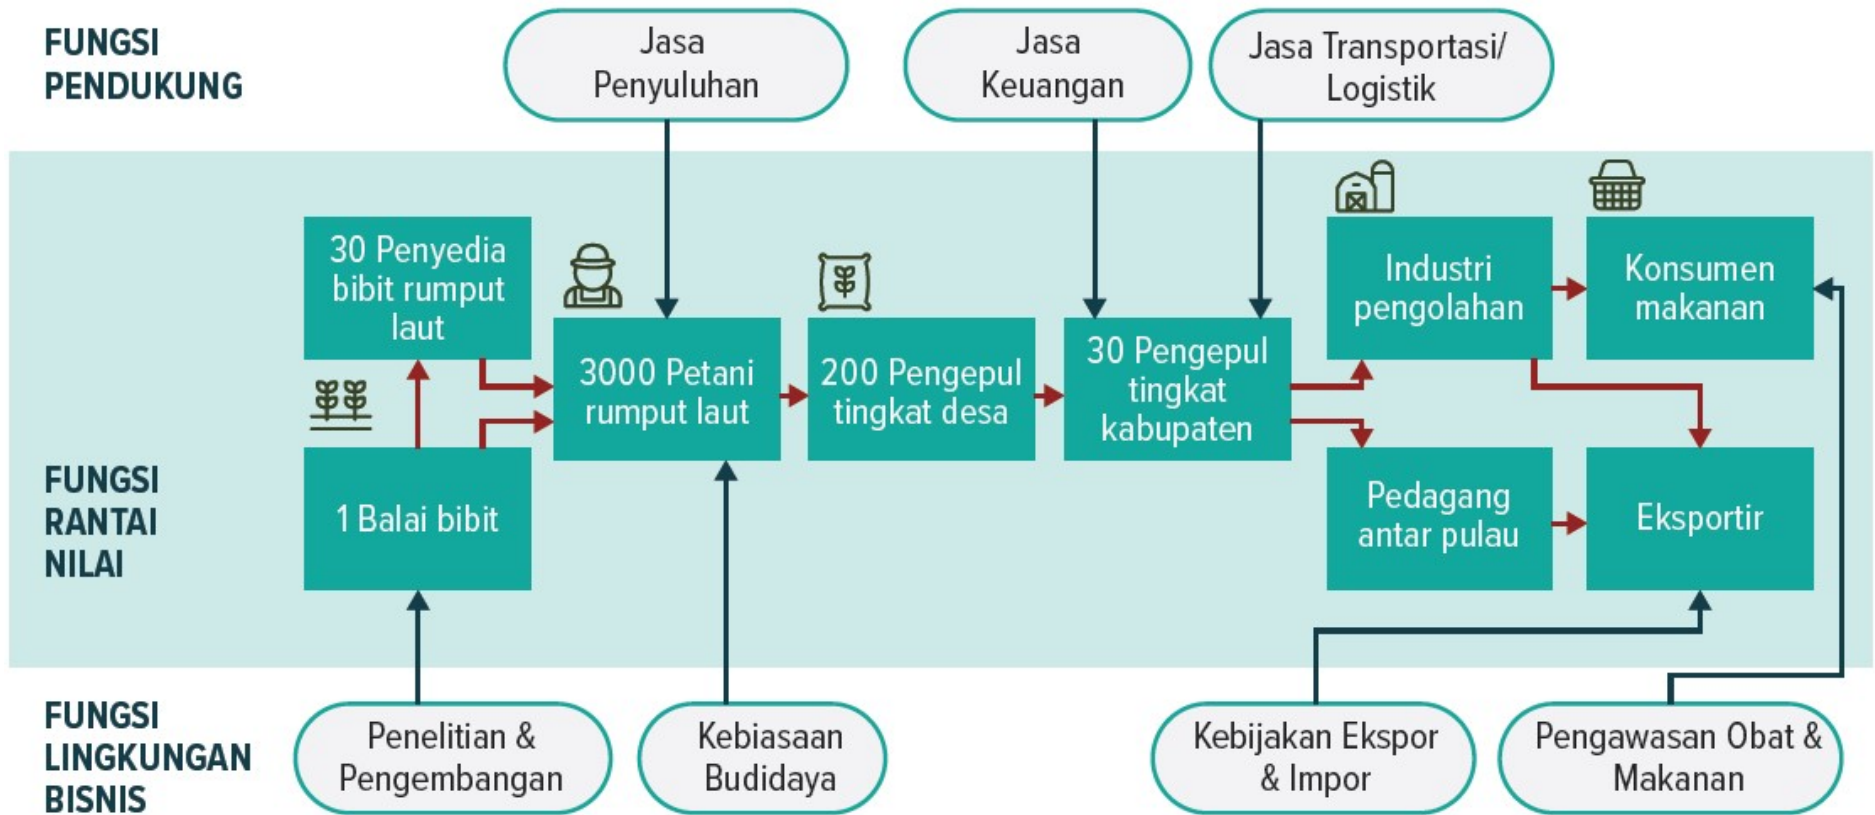 FUNGSI
PENDUKUNG
Jasa
Penyuluhan
Jasa
Keuangan
Jasa Transportasi/
Logistik
FUNGSI
RANTAI
NILAI
30 Penyedia
bibit rumput
laut
1 Balai bibit
3000 Petani
rumput laut
200 Pengepul
tingkat desa
30 Pengepul
tingkat
kabupaten
Industri
pengolahan
Konsumen
makanan
Pedagang
antar pulau
Eksportir
FUNGSI
LINGKUNGAN
BISNIS
Penelitian &
Pengembangan
Kebiasaan
Budidaya
Kebijakan Ekspor
& Impor
Pengawasan Obat &
Makanan